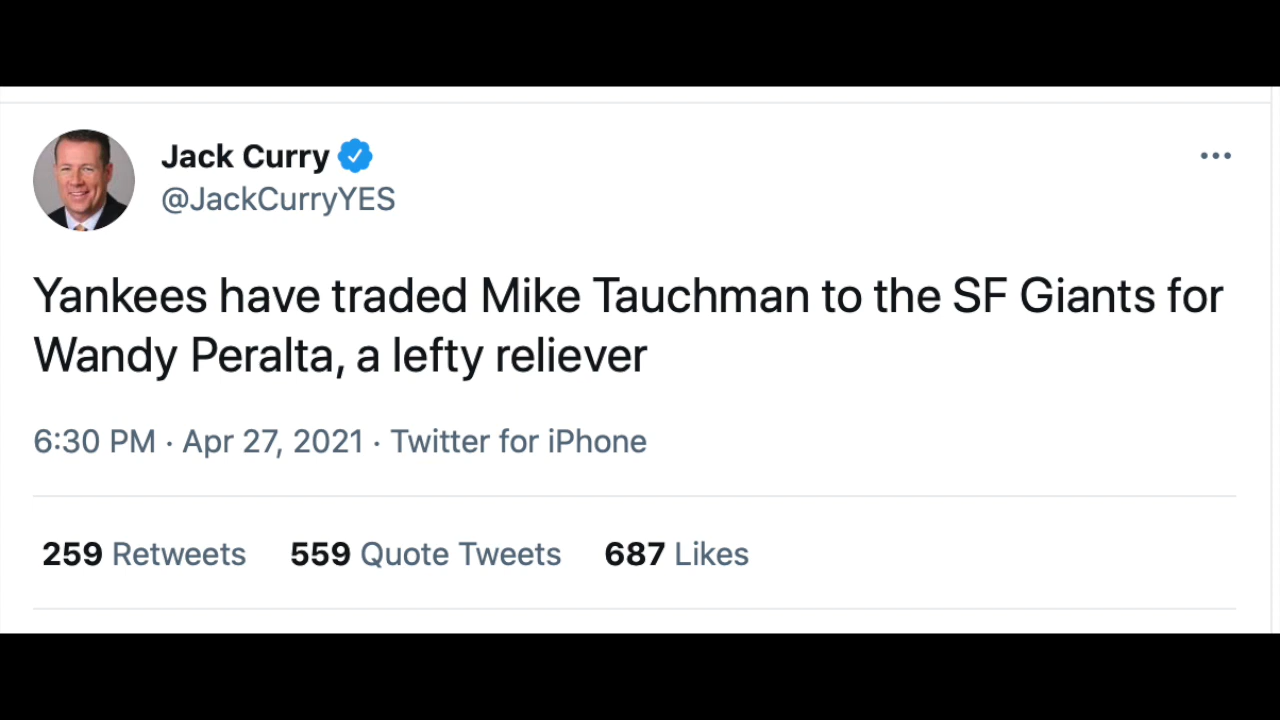 Jack Curry
@JackCurryYES
Yankees have traded Mike Tauchman to the SF Giants for
Wandy Peralta, a lefty reliever
6:30 PM · Apr 27, 2021 · Twitter for iPhone
259 Retweets 559 Quote Tweets 687 Likes